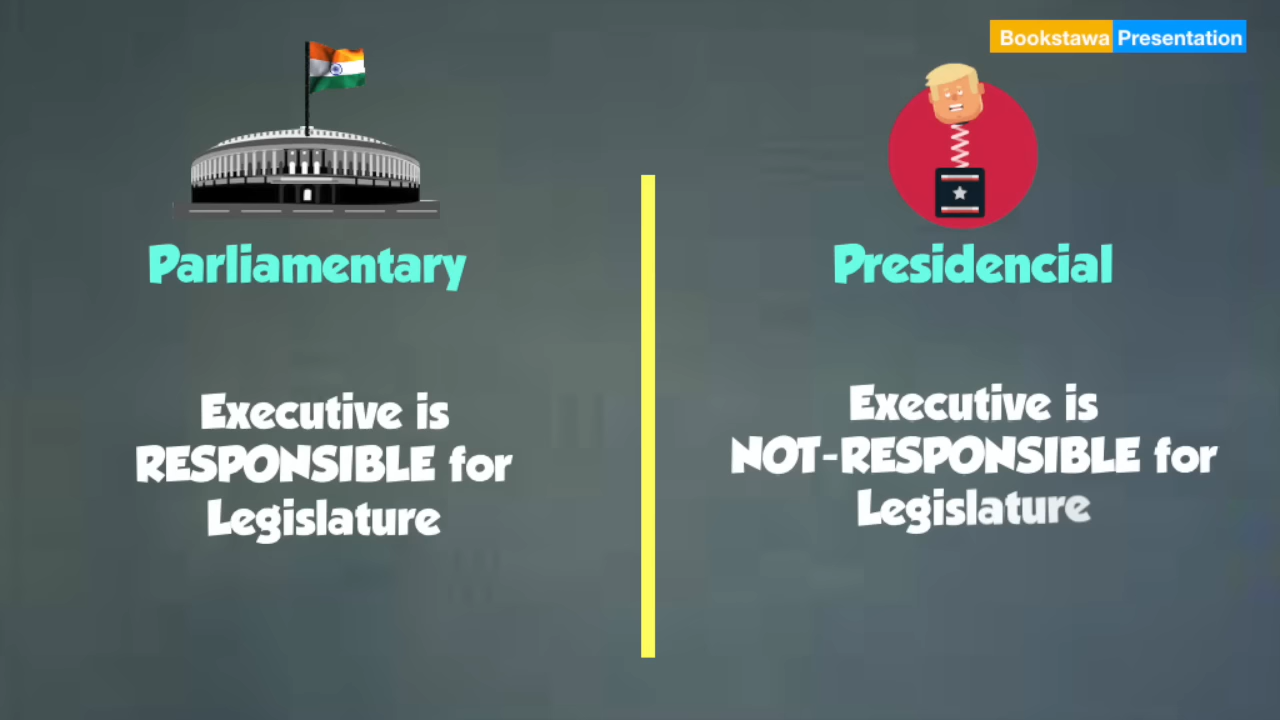 Bookstawa Presentation
Parliamentary
Executive is
RESPONSIBLE for
Legislature
Presidencial
Executive is
NOT-RESPONSIBLE for
Legislature